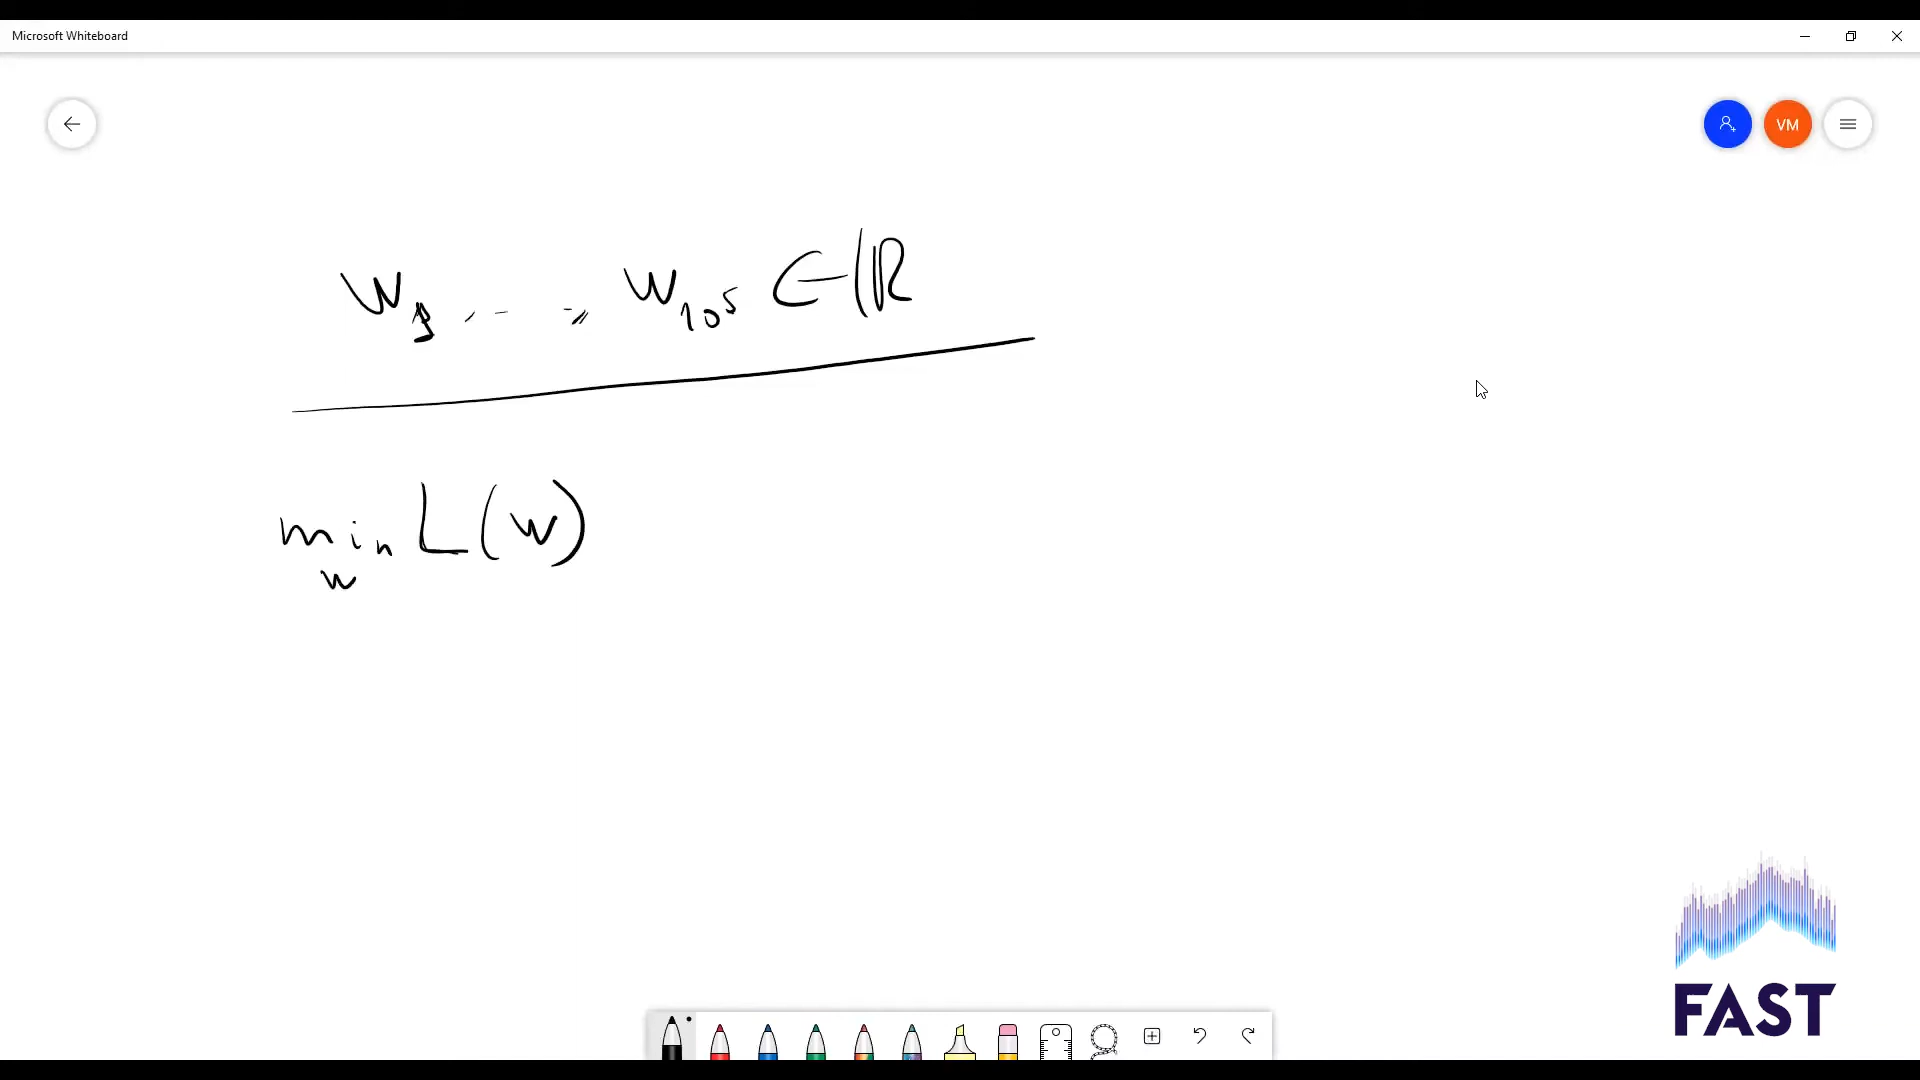 Microsoft Whiteboard
VM
w₁, ..., w₁₀⁵ ∈ ℝ
min L(w)
w
FAST